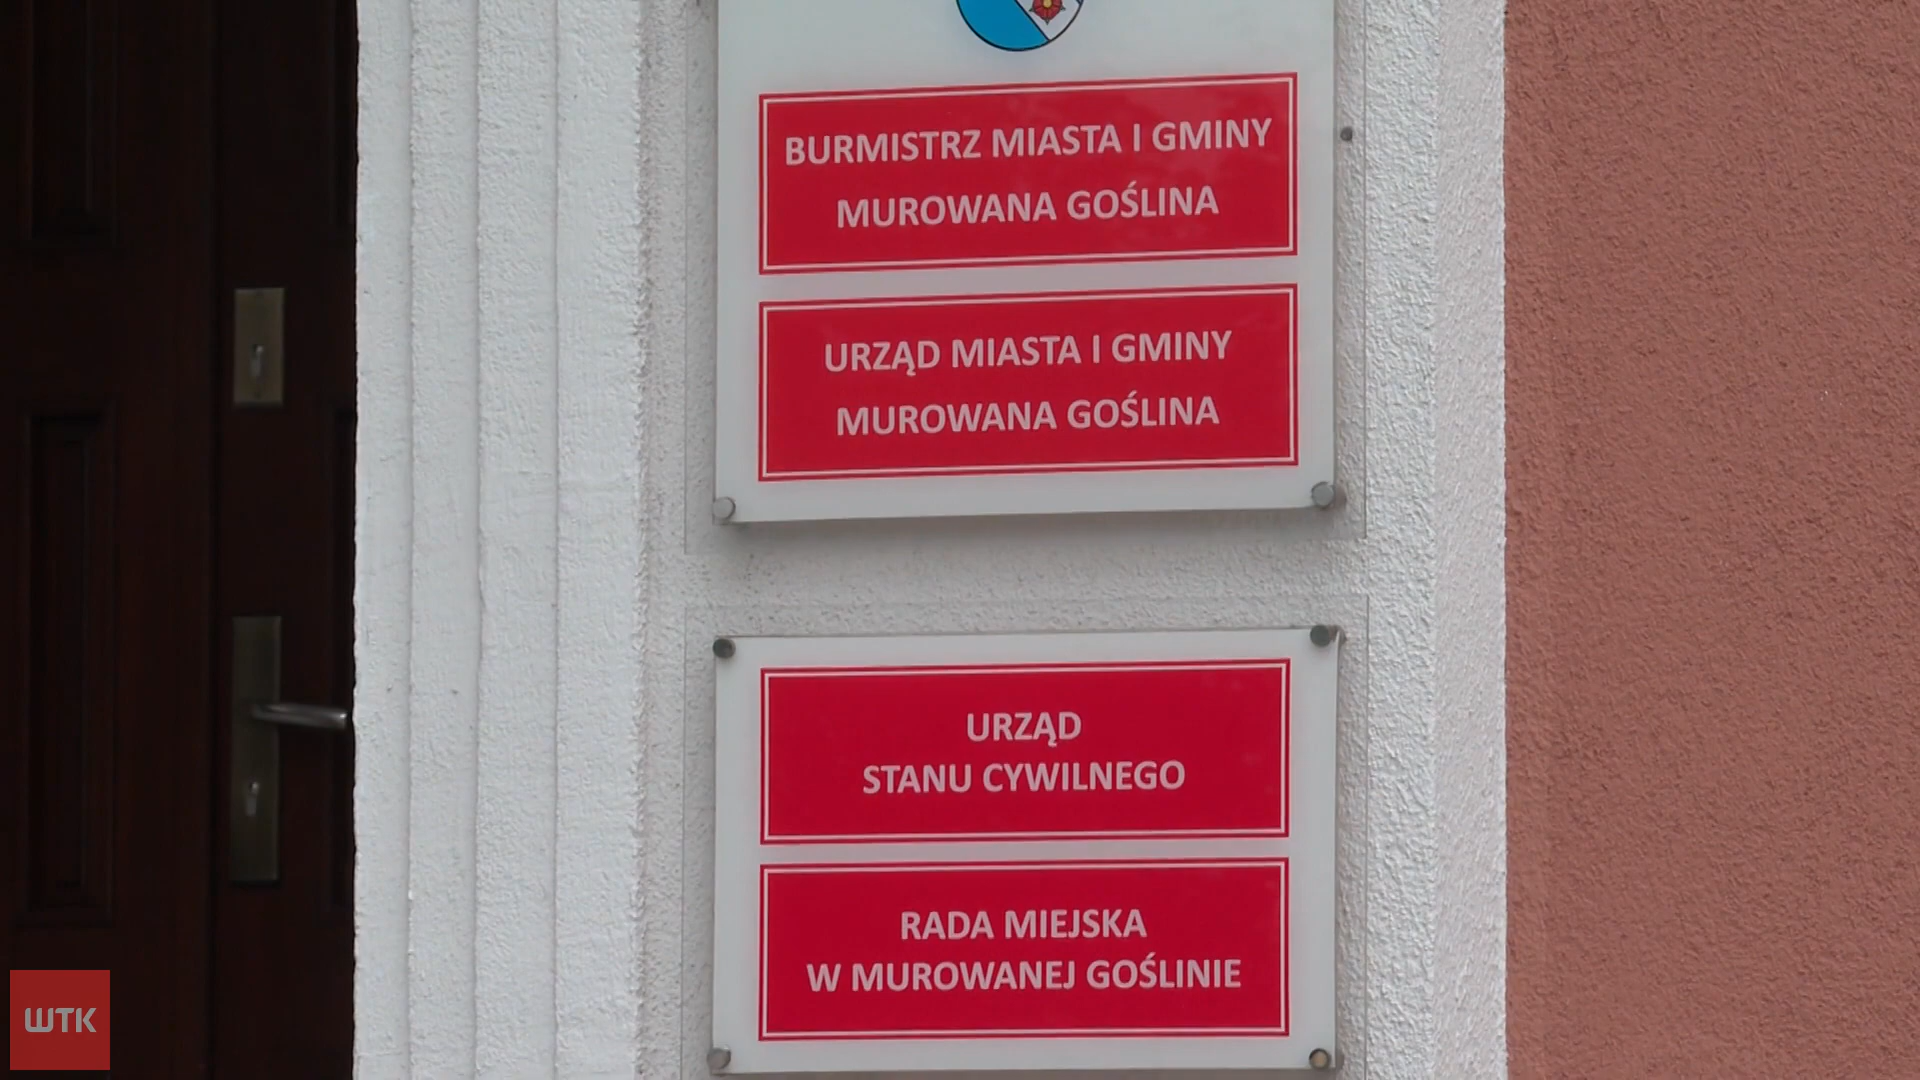 BURMISTRZ MIASTA I GMINY
MUROWANA GOŚLINA
URZĄD MIASTA I GMINY
MUROWANA GOŚLINA
URZĄD
STANU CYWILNEGO
RADA MIEJSKA
W MUROWANEJ GOŚLINIE
WTK